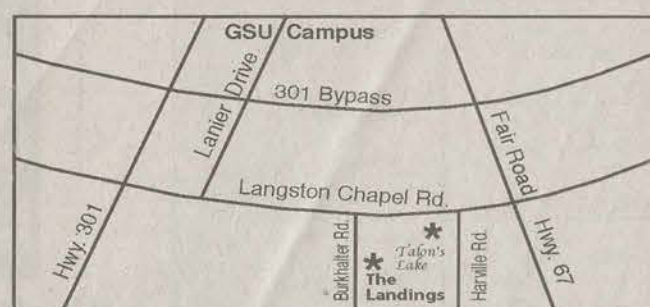 GSU Campus
Lanier Drive
301 Bypass
Fair Road
Langston Chapel Rd.
Hwy. 301
Burkhalter Rd.
Talon's
Lake
The
Landings
Harville Rd.
Hwy. 67